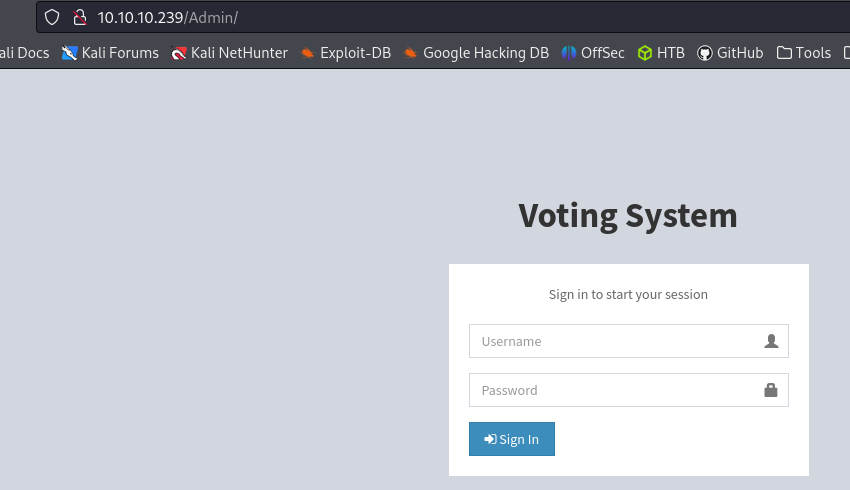 10.10.10.239/Admin/
ali Docs Kali Forums Kali NetHunter Exploit-DB Google Hacking DB OffSec HTB GitHub Tools
Voting System
Sign in to start your session
Username
Password
Sign In